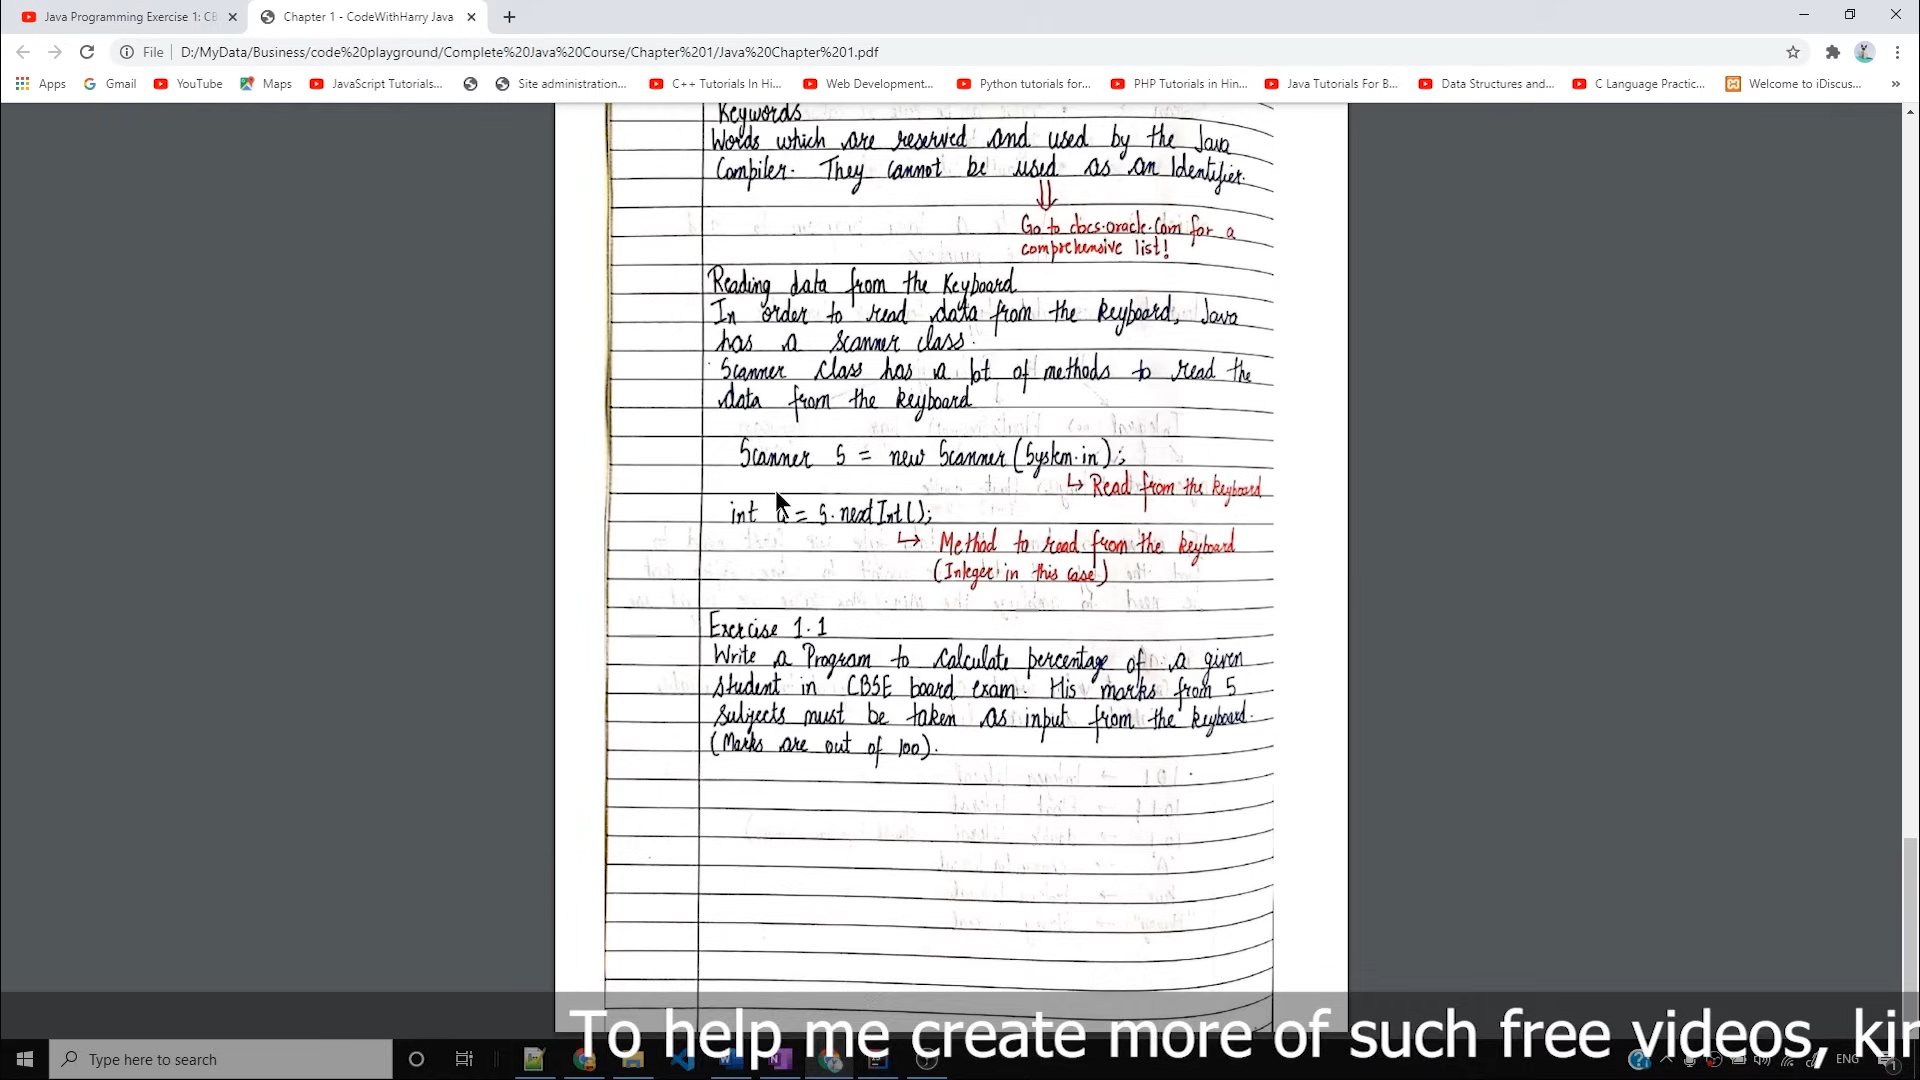 Java Programming Exercise 1: CB
Chapter 1 - CodeWithHarry Java
File
D:/MyData/Business/code%20playground/Complete%20Java%20Course/Chapter%201/Java%20Chapter%201.pdf
Apps
Gmail
YouTube
Maps
JavaScript Tutorials...
Site administration...
C++ Tutorials In Hi...
Web Development...
Python tutorials for...
PHP Tutorials in Hin...
Java Tutorials For B...
Data Structures and...
C Language Practic...
Welcome to iDiscus...
»
Keywords
Words which are reserved and used by the Java
Compiler. They cannot be used as an Identifier.
Go to docs.oracle.com for a
comprehensive list!
Reading data from the Keyboard
In order to read data from the keyboard, Java
has a scanner class.
Scanner class has a lot of methods to read the
data from the keyboard
Scanner S = new Scanner (System.in);
↳ Read from the keyboard
int a = S.nextInt();
↳ Method to read from the keyboard
(Integer in this case)
Exercise 1.1
Write a Program to calculate percentage of a given
student in CBSE board exam. His marks from 5
subjects must be taken as input from the keyboard.
(Marks are out of 100).
To help me create more of such free videos, kin
Type here to search
ENG
1